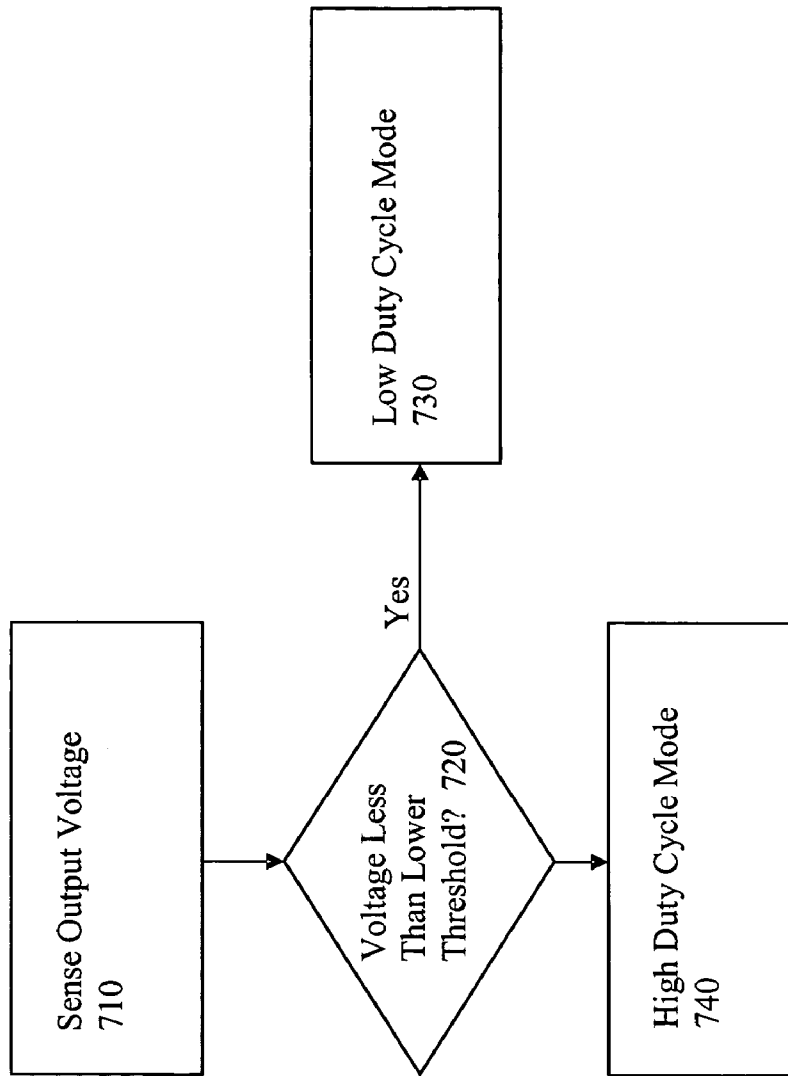 Sense Output Voltage
710
Voltage Less
Than Lower
Threshold? 720
Yes
Low Duty Cycle Mode
730
High Duty Cycle Mode
740